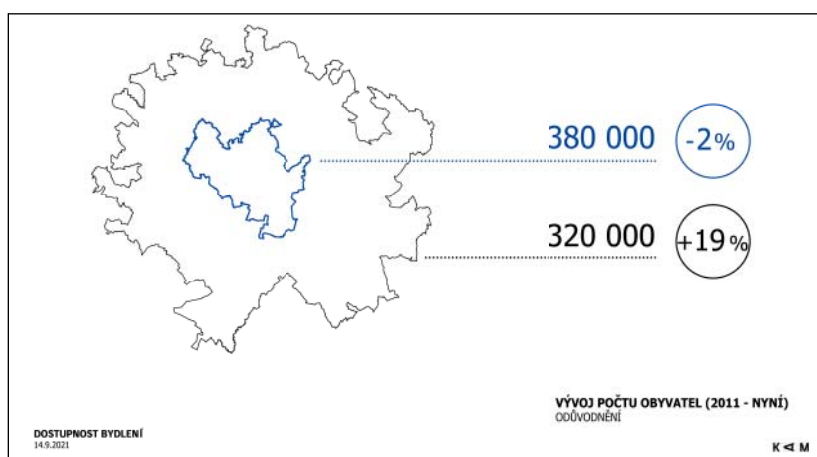 380 000
-2%
320 000
+19%
VÝVOJ POČTU OBYVATEL (2011 - NYNÍ)
ODŮVODNĚNÍ
DOSTUPNOST BYDLENÍ
14.9.2021
K⊲M